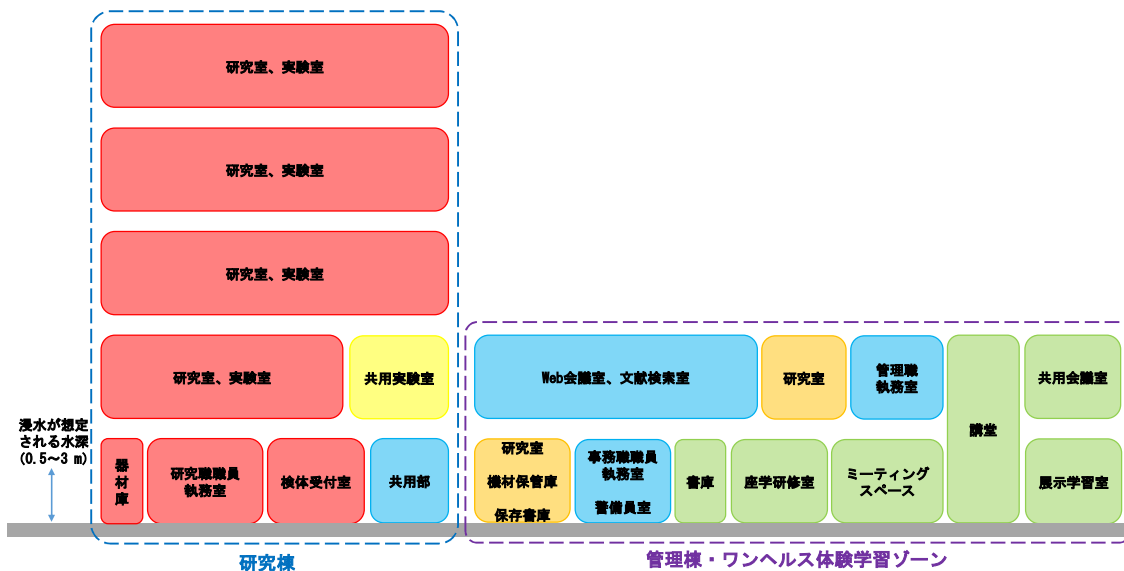 研究室、実験室
研究室、実験室
研究室、実験室
研究室、実験室
共用実験室
Web会議室、文献検索室
研究室
管理職
執務室
講堂
共用会議室
浸水が想定
される水深
(0.5～3 m)
器材庫
研究職職員
執務室
検体受付室
共用部
研究室
機材保管庫
保存書庫
事務職職員
執務室
警備員室
書庫
座学研修室
ミーティング
スペース
展示学習室
研究棟
管理棟・ワンヘルス体験学習ゾーン